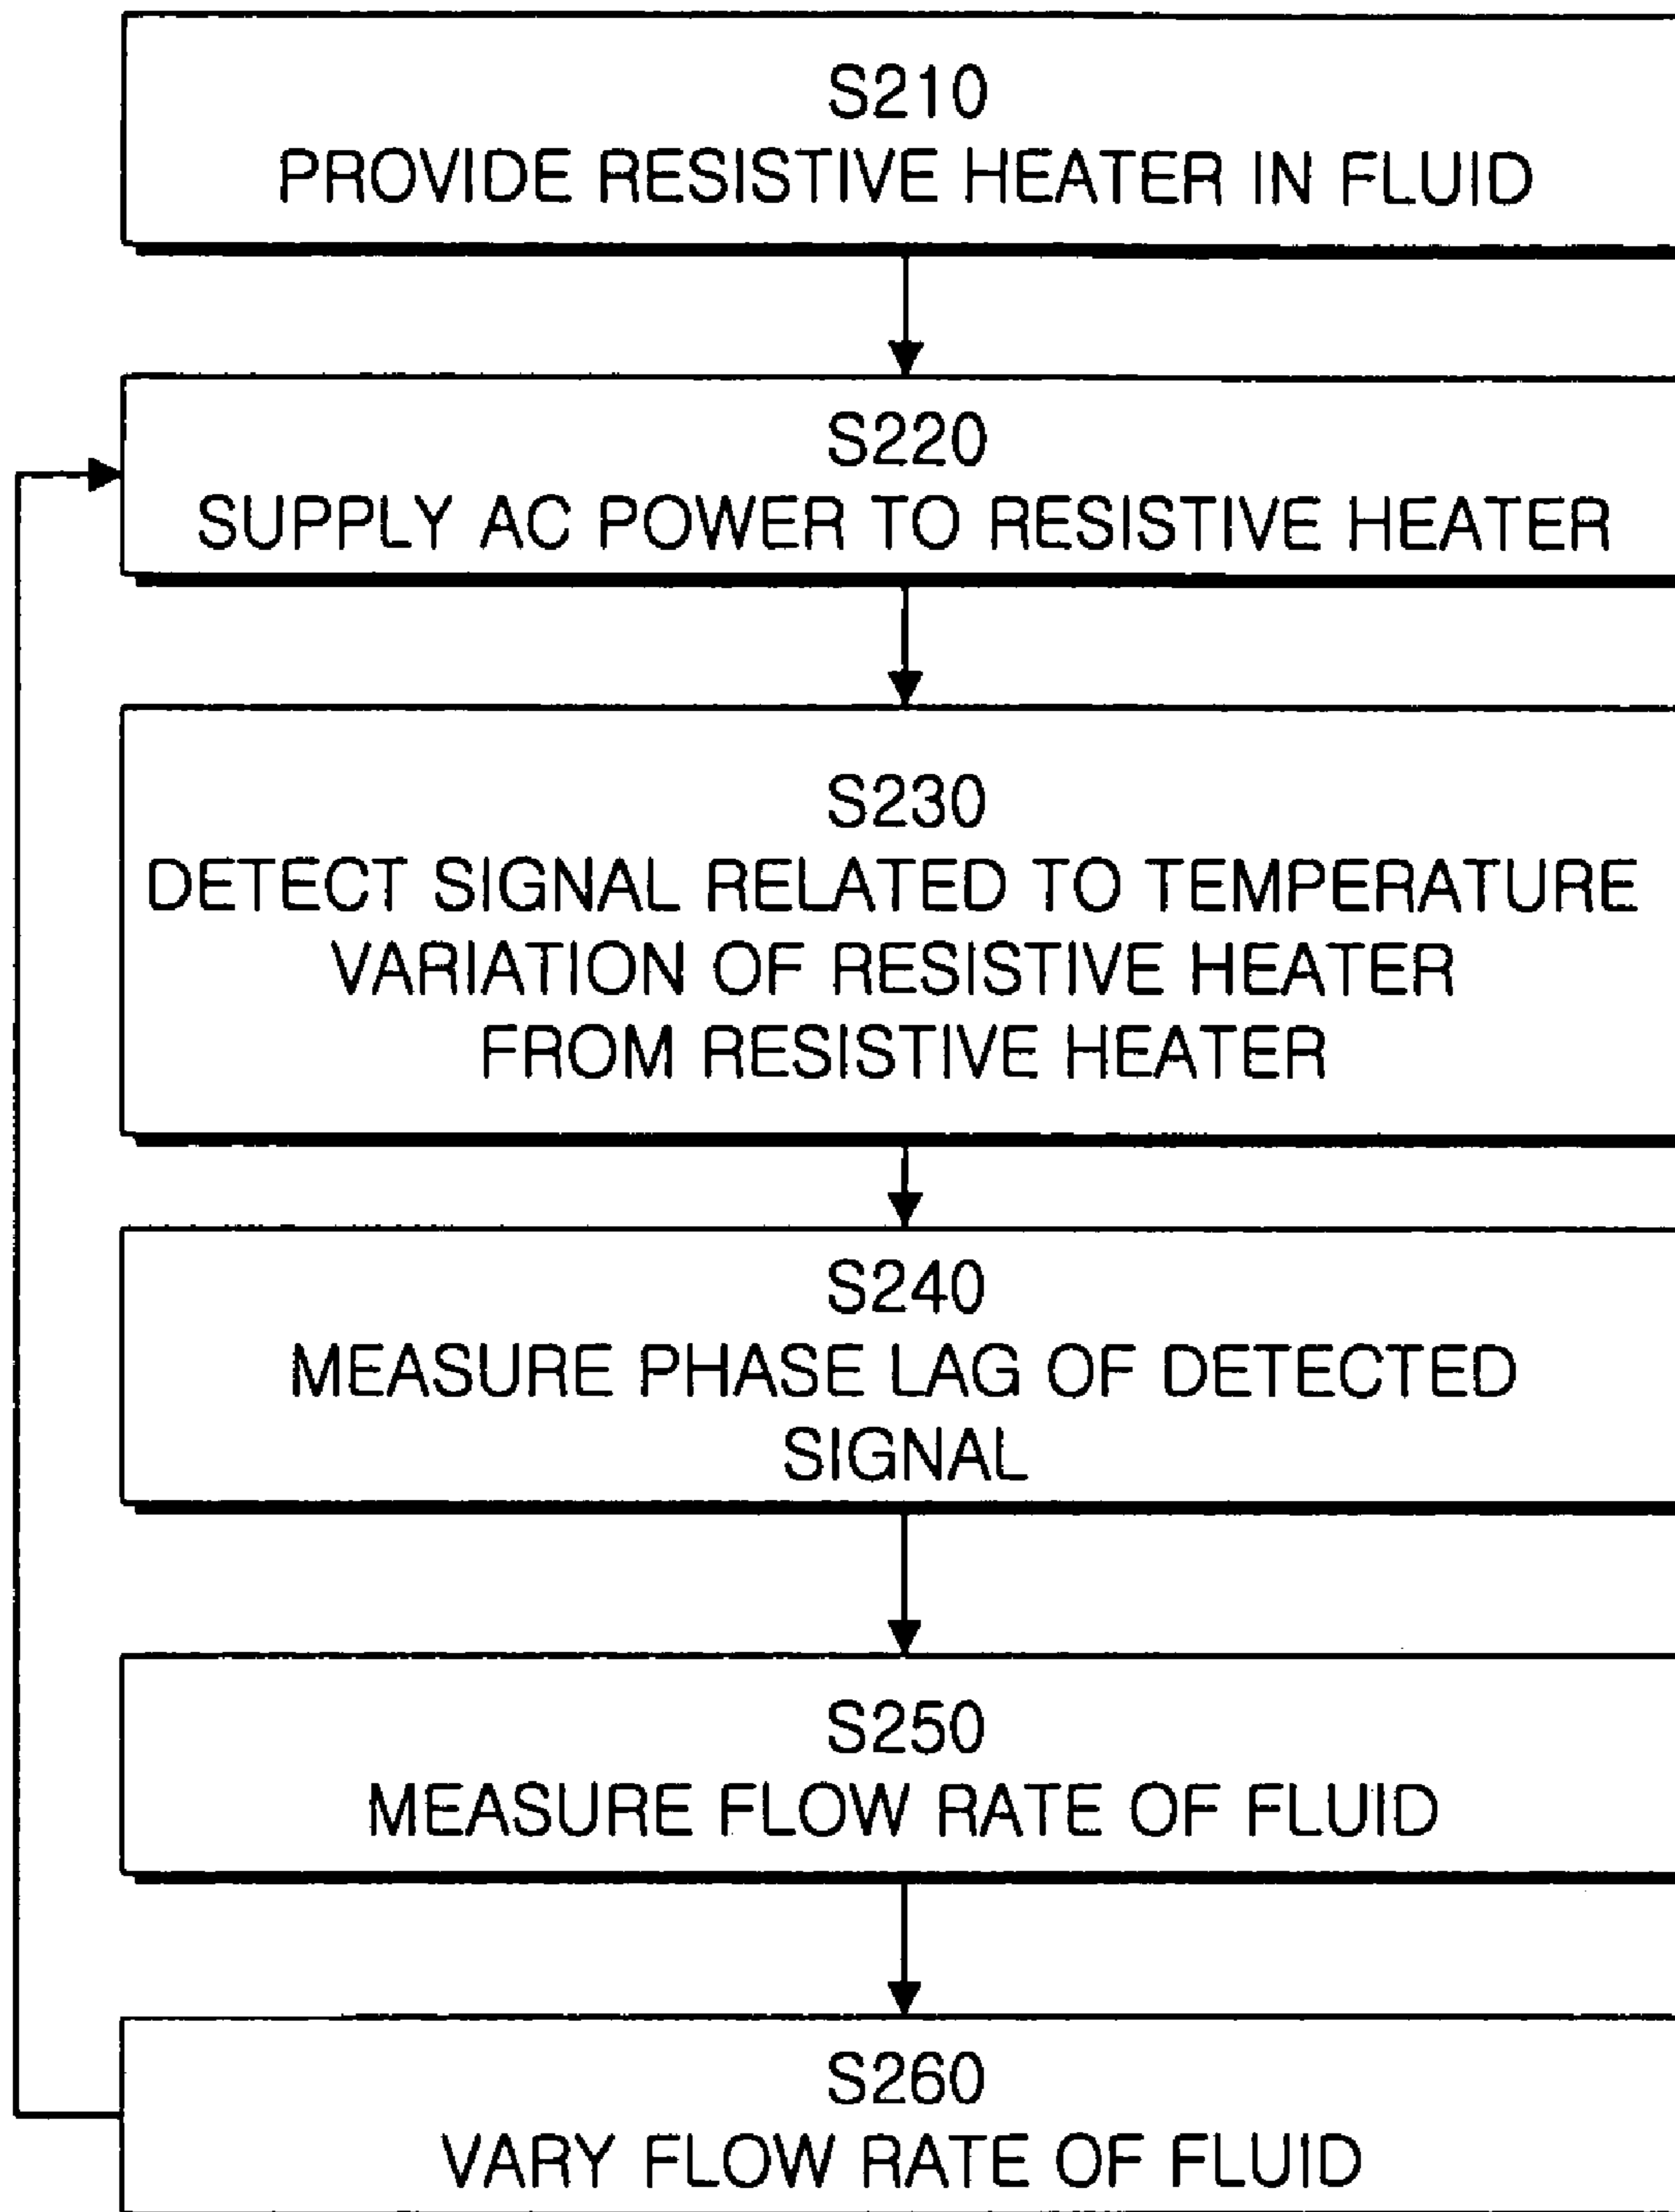 S210
PROVIDE RESISTIVE HEATER IN FLUID
S220
SUPPLY AC POWER TO RESISTIVE HEATER
S230
DETECT SIGNAL RELATED TO TEMPERATURE
VARIATION OF RESISTIVE HEATER
FROM RESISTIVE HEATER
S240
MEASURE PHASE LAG OF DETECTED
SIGNAL
S250
MEASURE FLOW RATE OF FLUID
S260
VARY FLOW RATE OF FLUID